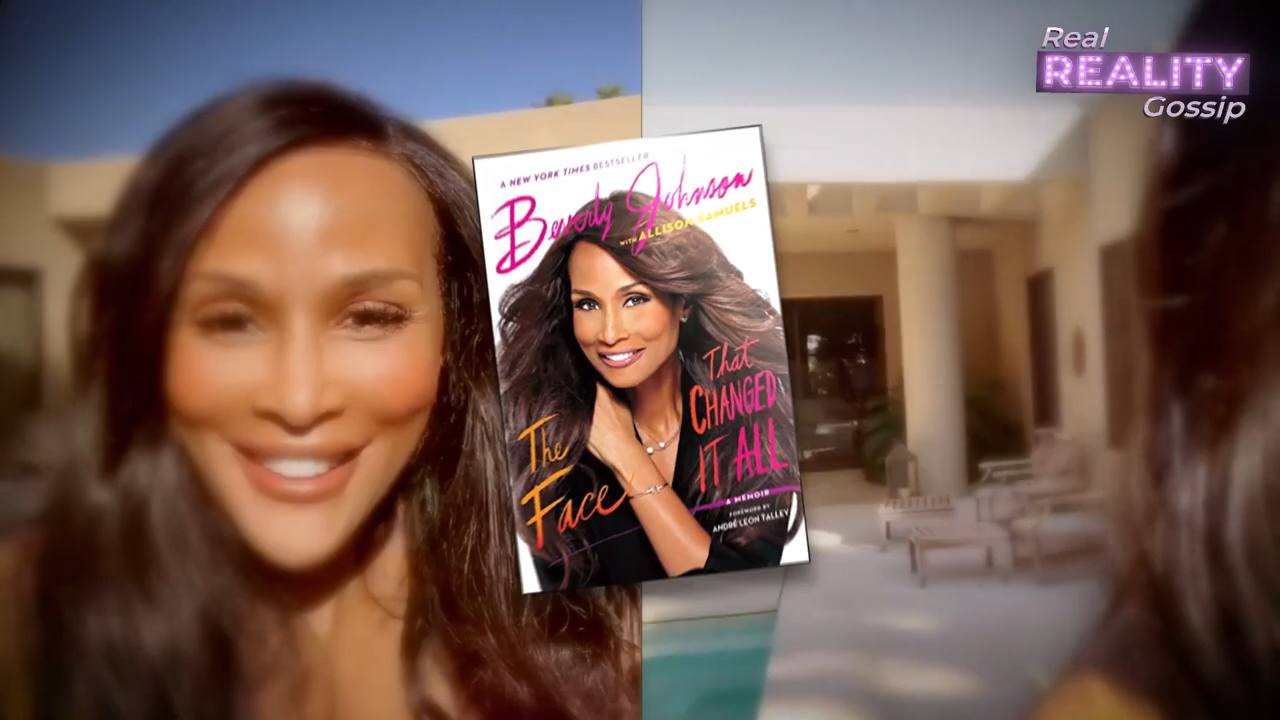 Real
REALITY
Gossip
A NEW YORK TIMES BESTSELLER
Beverly Johnson
WITH ALLISON SAMUELS
The
Face
That
CHANGED
IT ALL
A MEMOIR
FOREWORD BY
ANDRÉ LEON TALLEY